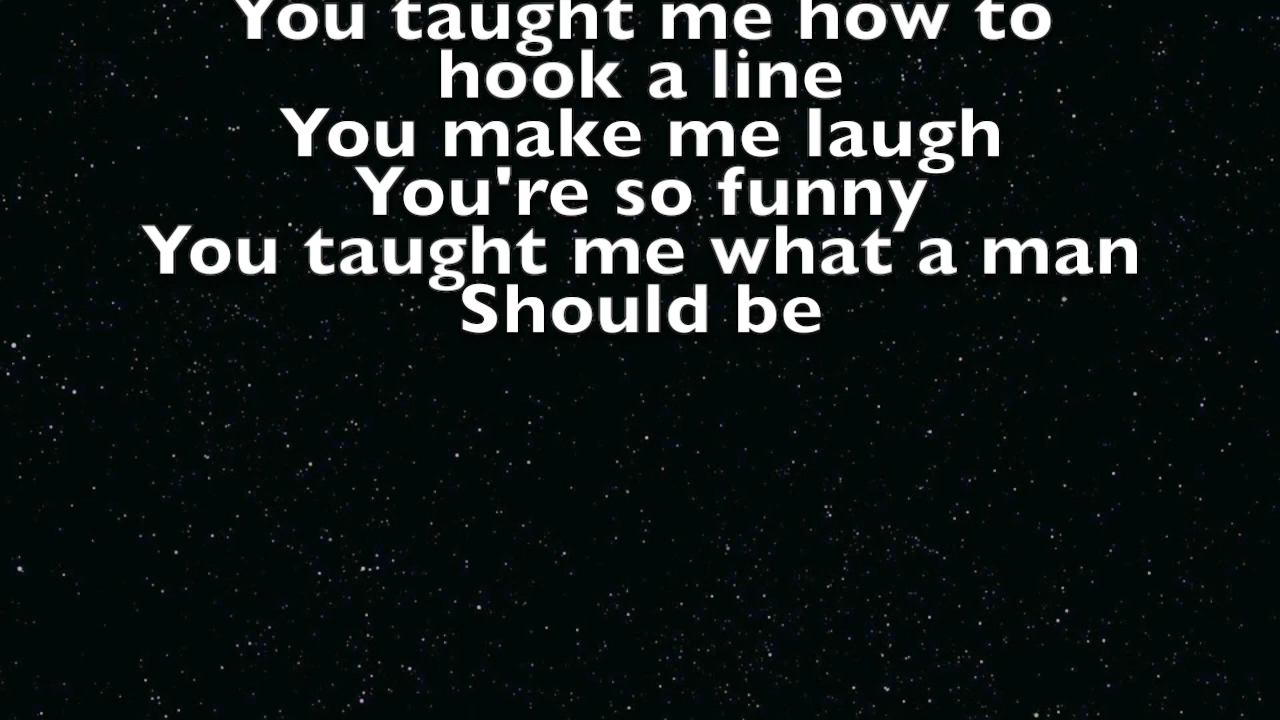 You taught me how to
hook a line
You make me laugh
You're so funny
You taught me what a man
Should be